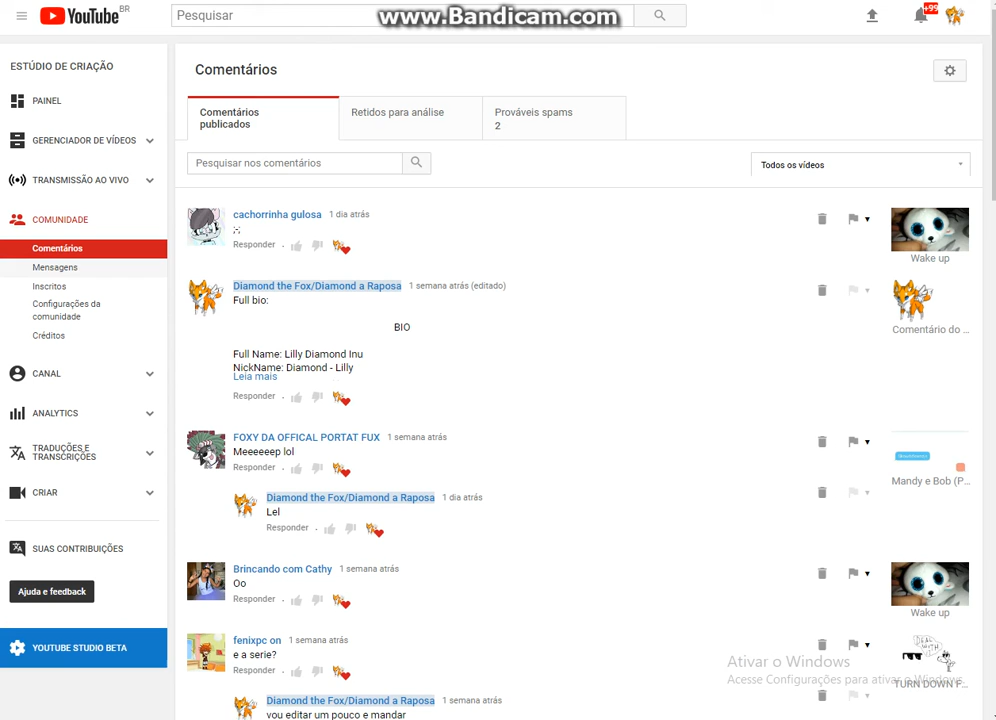 www.Bandicam.com
YouTube BR
Pesquisar
+99
ESTÚDIO DE CRIAÇÃO
PAINEL
GERENCIADOR DE VÍDEOS
TRANSMISSÃO AO VIVO
COMUNIDADE
Comentários
Mensagens
Inscritos
Configurações da
comunidade
Créditos
CANAL
ANALYTICS
TRADUÇÕES E
TRANSCRIÇÕES
CRIAR
SUAS CONTRIBUIÇÕES
Ajuda e feedback
YOUTUBE STUDIO BETA
Comentários
Comentários
publicados
Retidos para análise
Prováveis spams
2
Pesquisar nos comentários
Todos os vídeos
cachorrinha gulosa 1 dia atrás
;-;
Responder
Wake up
Diamond the Fox/Diamond a Raposa 1 semana atrás (editado)
Full bio:
BIO
Full Name: Lilly Diamond Inu
NickName: Diamond - Lilly
Leia mais
Responder
Comentário do ...
FOXY DA OFFICAL PORTAT FUX 1 semana atrás
Meeeeeep lol
Responder
Mandy e Bob (P...
Diamond the Fox/Diamond a Raposa 1 dia atrás
Lel
Responder
Brincando com Cathy 1 semana atrás
Oo
Responder
Wake up
fenixpc on 1 semana atrás
e a serie?
Responder
TURN DOWN F...
Diamond the Fox/Diamond a Raposa 1 semana atrás
vou editar um pouco e mandar
Ativar o Windows
Acesse Configurações para ativar o Windows.